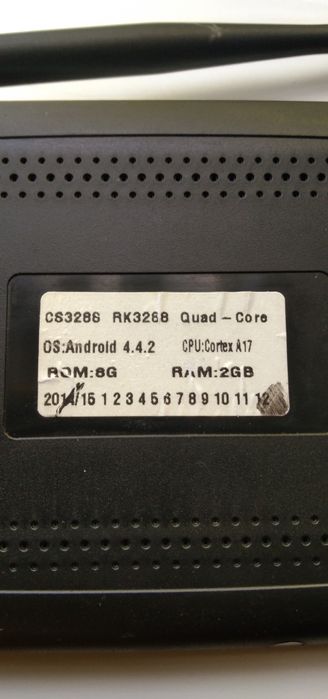 CS328S RK3268 Quad-Core
OS:Android 4.4.2 CPU:Cortex A17
ROM:8G RAM:2GB
2014/15 1 2 3 4 5 6 7 8 9 10 11 12